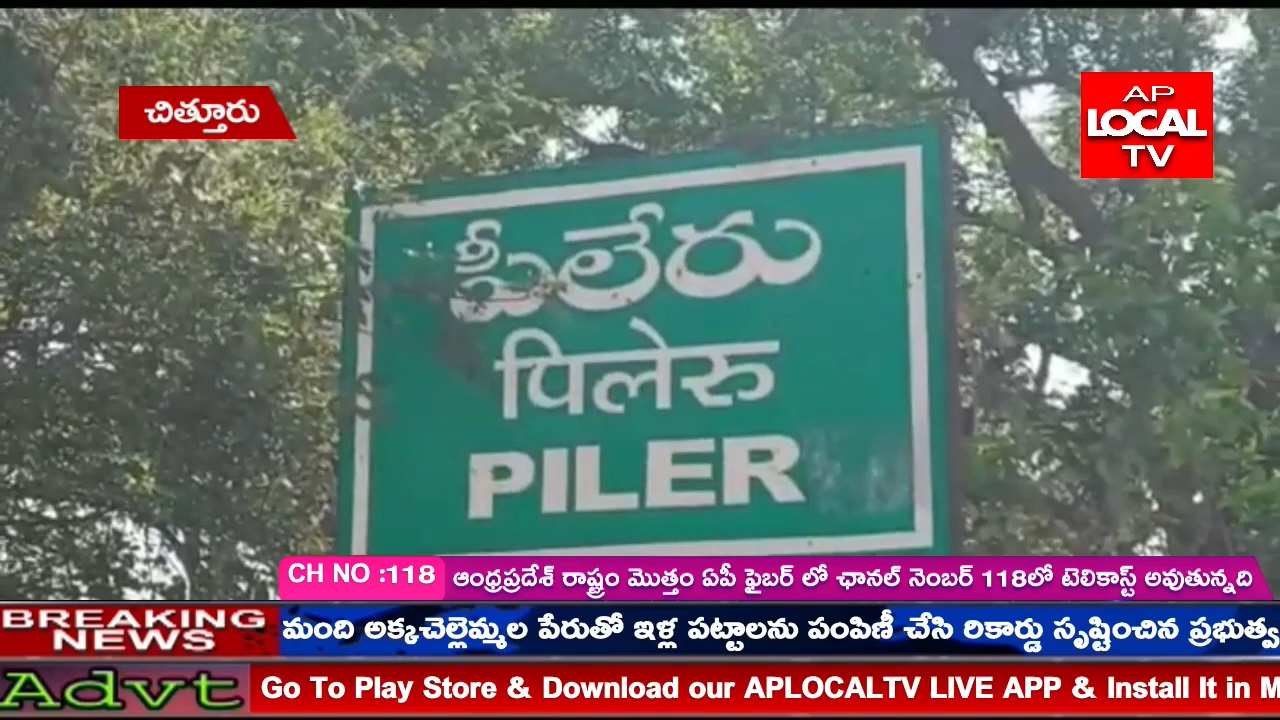 చిత్తూరు
AP
LOCAL
TV
పీలేరు
पिलेरु
PILER
CH NO :118 ఆంధ్రప్రదేశ్ రాష్ట్రం మొత్తం ఏపీ ఫైబర్ లో ఛానల్ నెంబర్ 118లో టెలికాస్ట్ అవుతున్నది
BREAKING
NEWS
మంది అక్కచెల్లెమ్మల పేరుతో ఇళ్ల పట్టాలను పంపిణీ చేసి రికార్డు సృష్టించిన ప్రభుత్వ
Advt Go To Play Store & Download our APLOCALTV LIVE APP & Install It in M